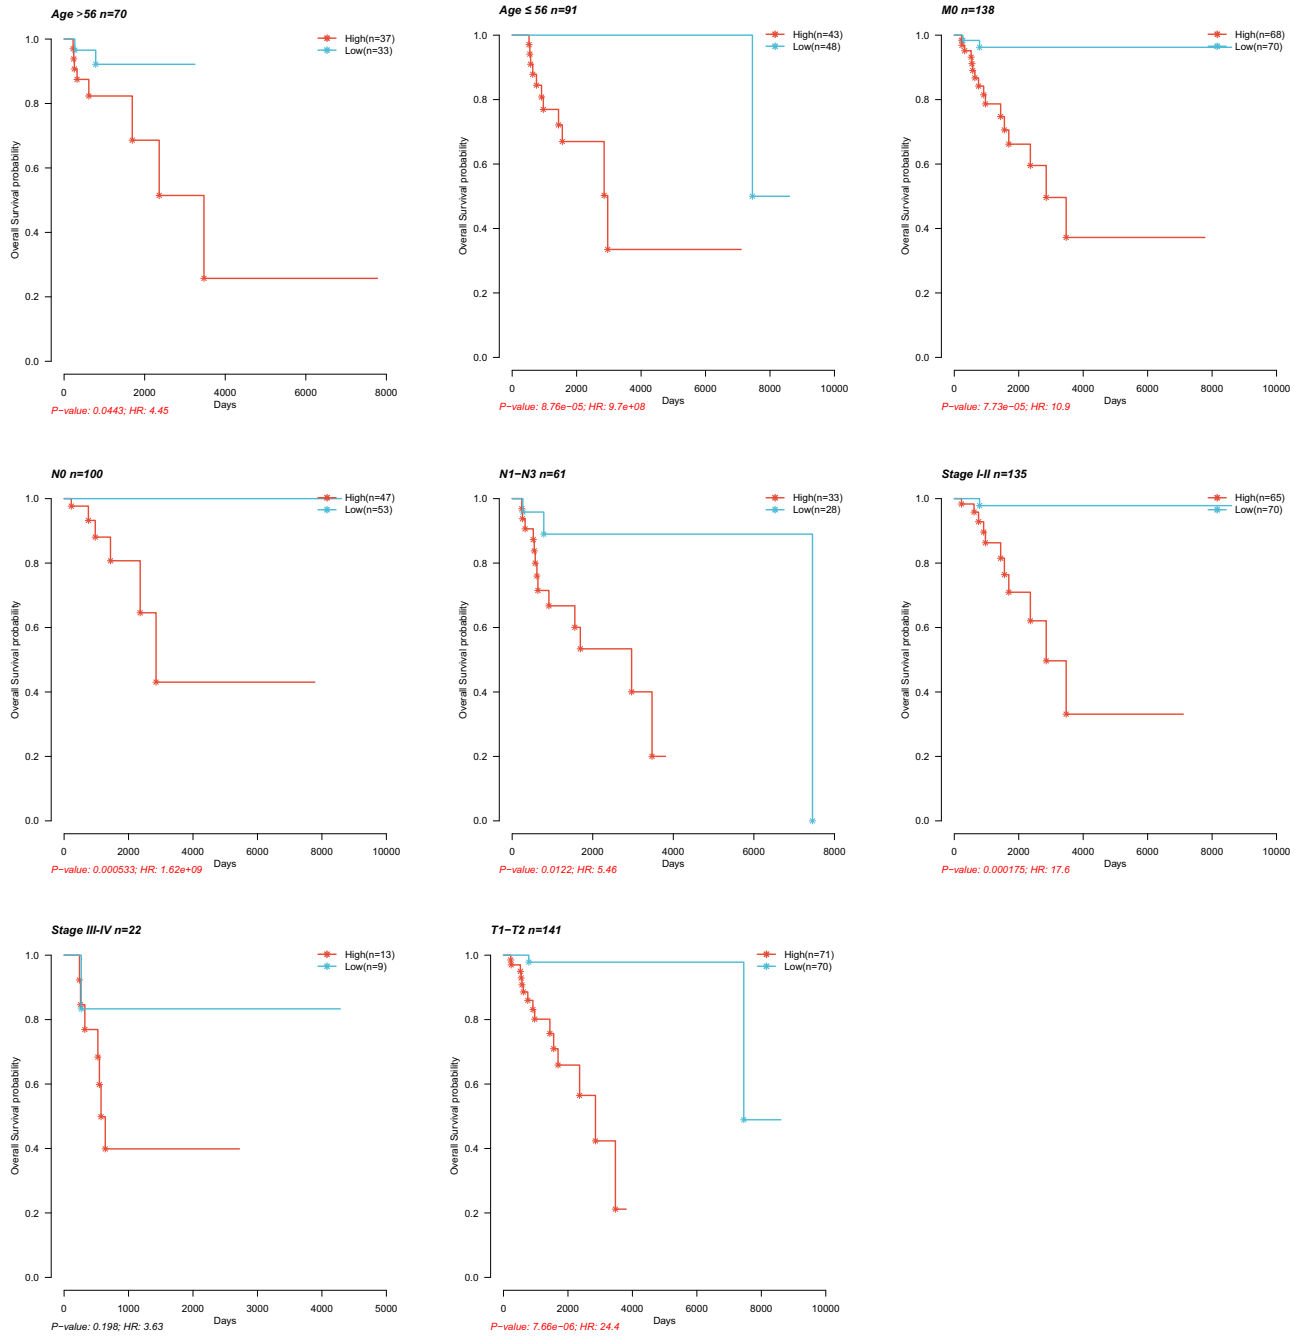 Age >56 n=70
High(n=37)
Low(n=33)
Overall Survival probability
1.0
0.8
0.6
0.4
0.2
0.0
0 2000 4000 6000 8000
Days
P−value: 0.0443; HR: 4.45
Age ≤ 56 n=91
High(n=43)
Low(n=48)
Overall Survival probability
1.0
0.8
0.6
0.4
0.2
0.0
0 2000 4000 6000 8000 10000
Days
P−value: 8.76e−05; HR: 9.7e+08
M0 n=138
High(n=68)
Low(n=70)
Overall Survival probability
1.0
0.8
0.6
0.4
0.2
0.0
0 2000 4000 6000 8000 10000
Days
P−value: 7.73e−05; HR: 10.9
N0 n=100
High(n=47)
Low(n=53)
Overall Survival probability
1.0
0.8
0.6
0.4
0.2
0.0
0 2000 4000 6000 8000 10000
Days
P−value: 0.000533; HR: 1.62e+09
N1−N3 n=61
High(n=33)
Low(n=28)
Overall Survival probability
1.0
0.8
0.6
0.4
0.2
0.0
0 2000 4000 6000 8000
Days
P−value: 0.0122; HR: 5.46
Stage I-II n=135
High(n=65)
Low(n=70)
Overall Survival probability
1.0
0.8
0.6
0.4
0.2
0.0
0 2000 4000 6000 8000 10000
Days
P−value: 0.000175; HR: 17.6
Stage III-IV n=22
High(n=13)
Low(n=9)
Overall Survival probability
1.0
0.8
0.6
0.4
0.2
0.0
0 1000 2000 3000 4000 5000
Days
P−value: 0.198; HR: 3.63
T1−T2 n=141
High(n=71)
Low(n=70)
Overall Survival probability
1.0
0.8
0.6
0.4
0.2
0.0
0 2000 4000 6000 8000 10000
Days
P−value: 7.66e−06; HR: 24.4